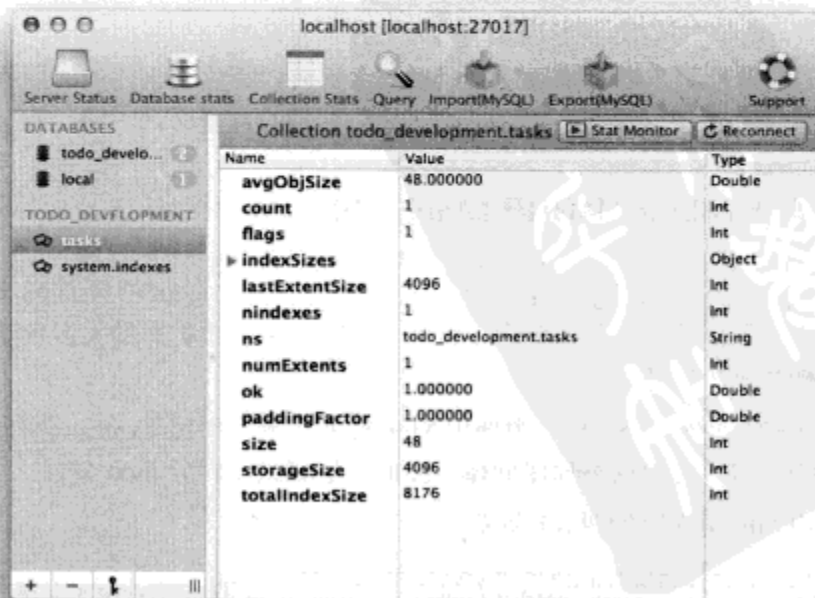 localhost [localhost:27017]
Server Status Database stats Collection Stats Query Import(MySQL) Export(MySQL) Support
DATABASES
todo_develo... 2
local 1
TODO_DEVELOPMENT
tasks
system.indexes
Collection todo_development.tasks Stat Monitor Reconnect
Name Value Type
avgObjSize 48.000000 Double
count 1 Int
flags 1 Int
indexSizes Object
lastExtentSize 4096 Int
nindexes 1 Int
ns todo_development.tasks String
numExtents 1 Int
ok 1.000000 Double
paddingFactor 1.000000 Double
size 48 Int
storageSize 4096 Int
totalIndexSize 8176 Int